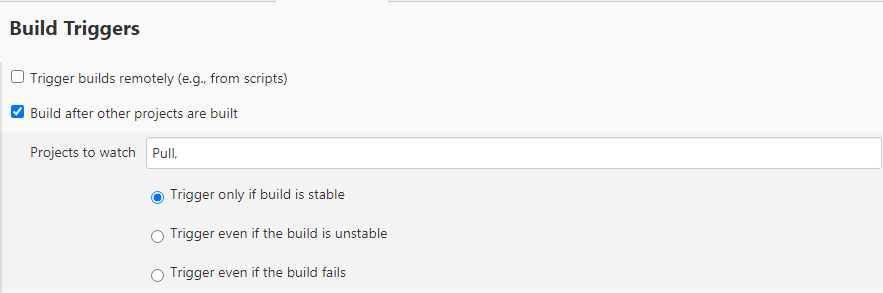 Build Triggers
Trigger builds remotely (e.g., from scripts)
Build after other projects are built
Projects to watch Pull,
Trigger only if build is stable
Trigger even if the build is unstable
Trigger even if the build fails